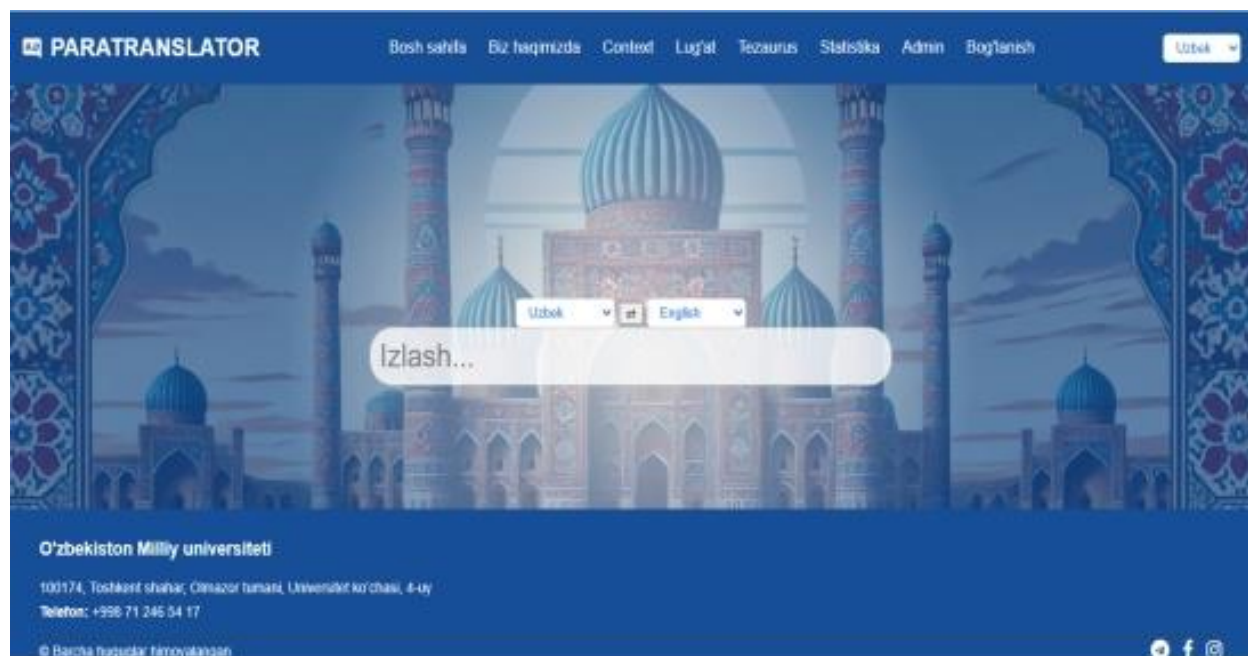 PARATRANSLATOR Bosh sahifa Biz haqimizda Context Lug'at Tezaurus Statistika Admin Bog'lanish Uzbek
Uzbek ⇄ English
Izlash...
O'zbekiston Milliy universiteti
100174, Toshkent shahar, Olmazor tumani, Universitet ko'chasi, 4-uy
Telefon: +998 71 246 54 17
© Barcha huquqlar himoyalangan